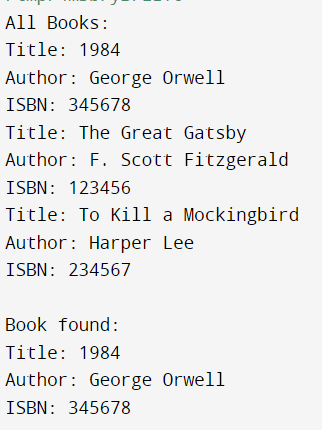 All Books:
Title: 1984
Author: George Orwell
ISBN: 345678
Title: The Great Gatsby
Author: F. Scott Fitzgerald
ISBN: 123456
Title: To Kill a Mockingbird
Author: Harper Lee
ISBN: 234567
Book found:
Title: 1984
Author: George Orwell
ISBN: 345678